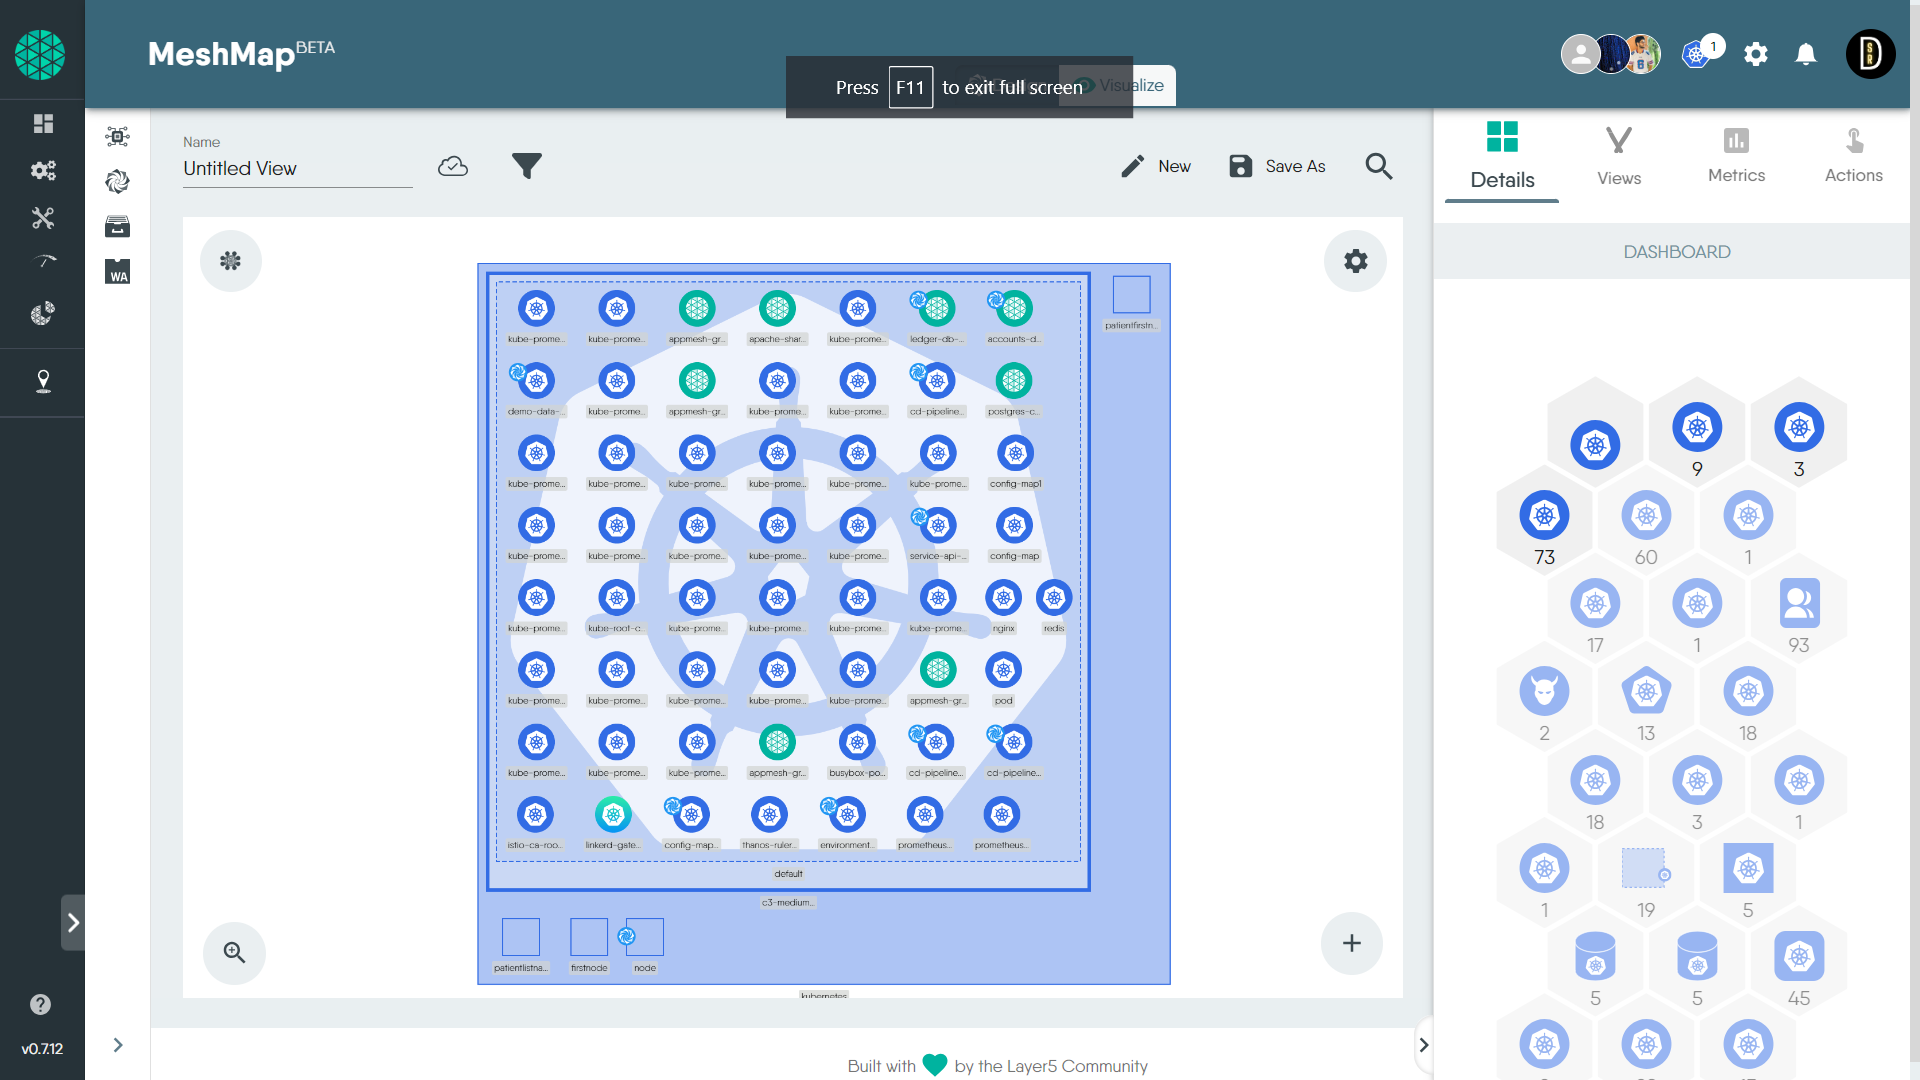 MeshMap BETA
Press F11 to exit full screen
Visualize
1
Name
Untitled View
New
Save As
WA
Details
Views
Metrics
Actions
DASHBOARD
kube-prome...
kube-prome...
appmesh-gr...
apache-shar...
kube-prome...
ledger-db-...
accounts-d...
patientfirstn...
demo-data-...
kube-prome...
appmesh-gr...
kube-prome...
kube-prome...
cd-pipeline...
postgres-c...
kube-prome...
kube-prome...
kube-prome...
kube-prome...
kube-prome...
kube-prome...
config-map1
kube-prome...
kube-prome...
kube-prome...
kube-prome...
kube-prome...
service-api-...
config-map
kube-prome...
kube-root-c...
kube-prome...
kube-prome...
kube-prome...
kube-prome...
nginx
redis
kube-prome...
kube-prome...
kube-prome...
kube-prome...
kube-prome...
appmesh-gr...
pod
kube-prome...
kube-prome...
kube-prome...
appmesh-gr...
busybox-po...
cd-pipeline...
cd-pipeline...
istio-ca-roo...
linkerd-gate...
config-map...
thanos-ruler...
environment...
prometheus...
prometheus...
default
c3-medium...
patientlistna...
firstnode
node
kubernetes
9
3
73
60
1
17
1
93
2
13
18
18
3
1
1
19
5
5
5
45
v0.7.12
Built with by the Layer5 Community